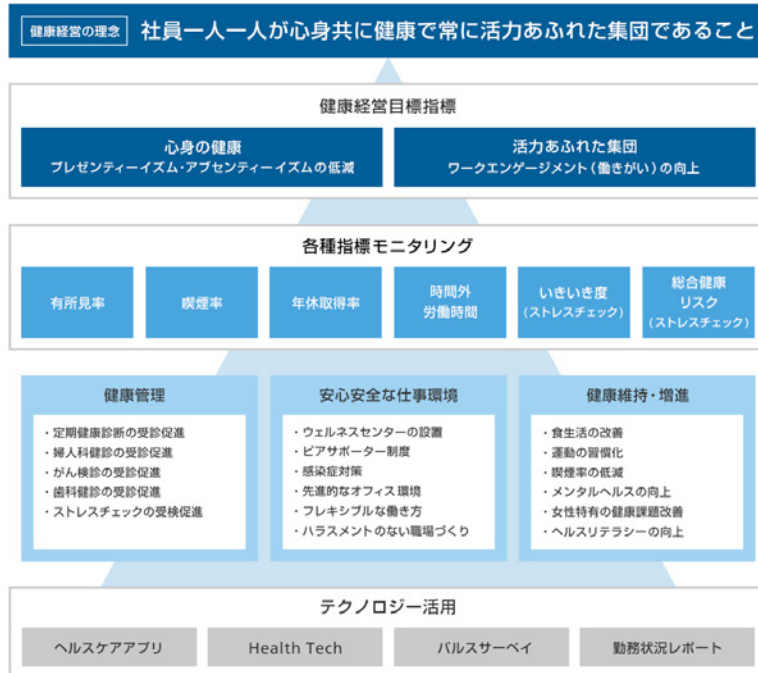 健康経営の理念
社員一人一人が心身共に健康で常に活力あふれた集団であること
健康経営目標指標
心身の健康
プレゼンティーイズム・アブセンティーイズムの低減
活力あふれた集団
ワークエンゲージメント(働きがい)の向上
各種指標モニタリング
有所見率
喫煙率
年休取得率
時間外
労働時間
いきいき度
(ストレスチェック)
総合健康
リスク
(ストレスチェック)
健康管理
・定期健康診断の受診促進
・婦人科健診の受診促進
・がん検診の受診促進
・歯科健診の受診促進
・ストレスチェックの受検促進
安心安全な仕事環境
・ウェルネスセンターの設置
・ピアサポーター制度
・感染症対策
・先進的なオフィス環境
・フレキシブルな働き方
・ハラスメントのない職場づくり
健康維持・増進
・食生活の改善
・運動の習慣化
・喫煙率の低減
・メンタルヘルスの向上
・女性特有の健康課題改善
・ヘルスリテラシーの向上
テクノロジー活用
ヘルスケアアプリ
Health Tech
パルスサーベイ
勤務状況レポート